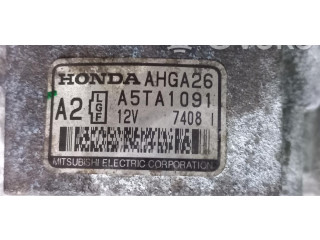 HONDA AHGA26
A2 L G F A5TA1091
12V 7408 I
MITSUBISHI ELECTRIC CORPORATION